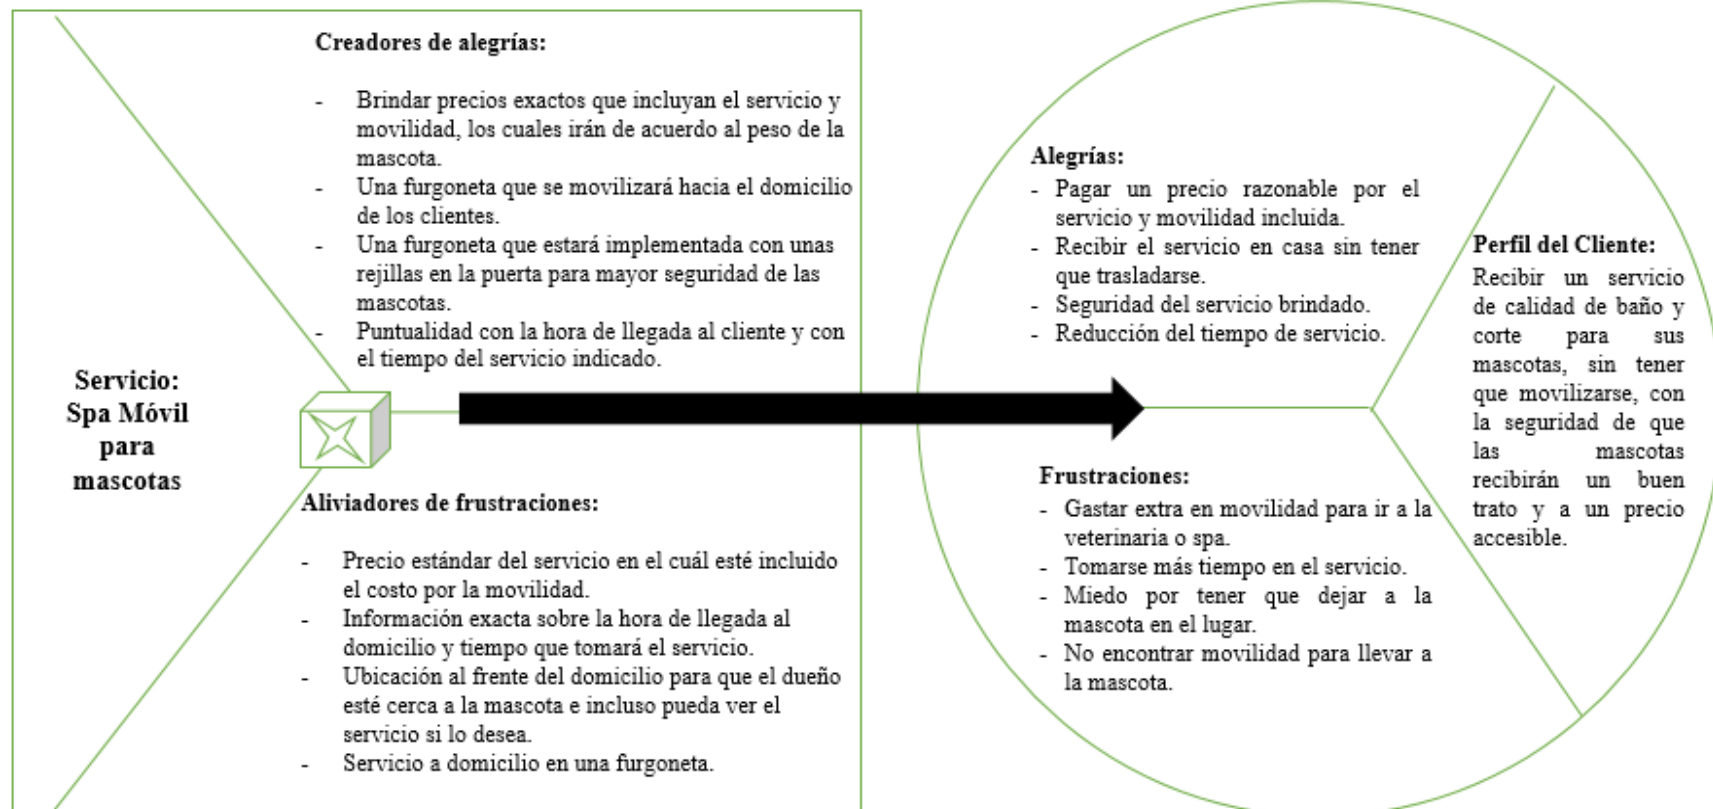 Servicio:
Spa Móvil
para
mascotas
Creadores de alegrías:
- Brindar precios exactos que incluyan el servicio y
movilidad, los cuales irán de acuerdo al peso de la
mascota.
- Una furgoneta que se movilizará hacia el domicilio
de los clientes.
- Una furgoneta que estará implementada con unas
rejillas en la puerta para mayor seguridad de las
mascotas.
- Puntualidad con la hora de llegada al cliente y con
el tiempo del servicio indicado.
Aliviadores de frustraciones:
- Precio estándar del servicio en el cuál esté incluido
el costo por la movilidad.
- Información exacta sobre la hora de llegada al
domicilio y tiempo que tomará el servicio.
- Ubicación al frente del domicilio para que el dueño
esté cerca a la mascota e incluso pueda ver el
servicio si lo desea.
- Servicio a domicilio en una furgoneta.
Alegrías:
- Pagar un precio razonable por el
servicio y movilidad incluida.
- Recibir el servicio en casa sin tener
que trasladarse.
- Seguridad del servicio brindado.
- Reducción del tiempo de servicio.
Frustraciones:
- Gastar extra en movilidad para ir a la
veterinaria o spa.
- Tomarse más tiempo en el servicio.
- Miedo por tener que dejar a la
mascota en el lugar.
- No encontrar movilidad para llevar a
la mascota.
Perfil del Cliente:
Recibir un servicio
de calidad de baño y
corte para sus
mascotas, sin tener
que movilizarse, con
la seguridad de que
las mascotas
recibirán un buen
trato y a un precio
accesible.